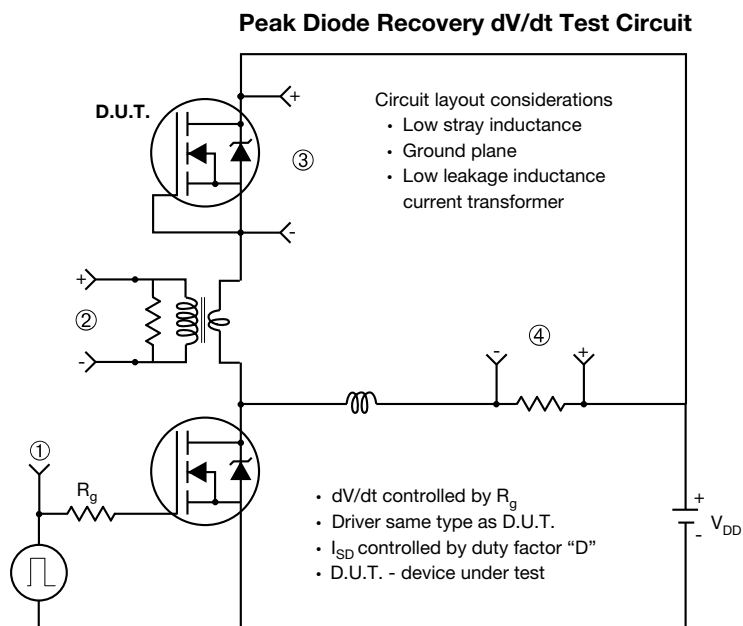 Peak Diode Recovery dV/dt Test Circuit
D.U.T.
+
Circuit layout considerations
• Low stray inductance
• Ground plane
• Low leakage inductance
current transformer
③
-
+
②
-
-
④
+
①
Rg
• dV/dt controlled by Rg
• Driver same type as D.U.T.
• ISD controlled by duty factor “D”
• D.U.T. - device under test
+
-
VDD